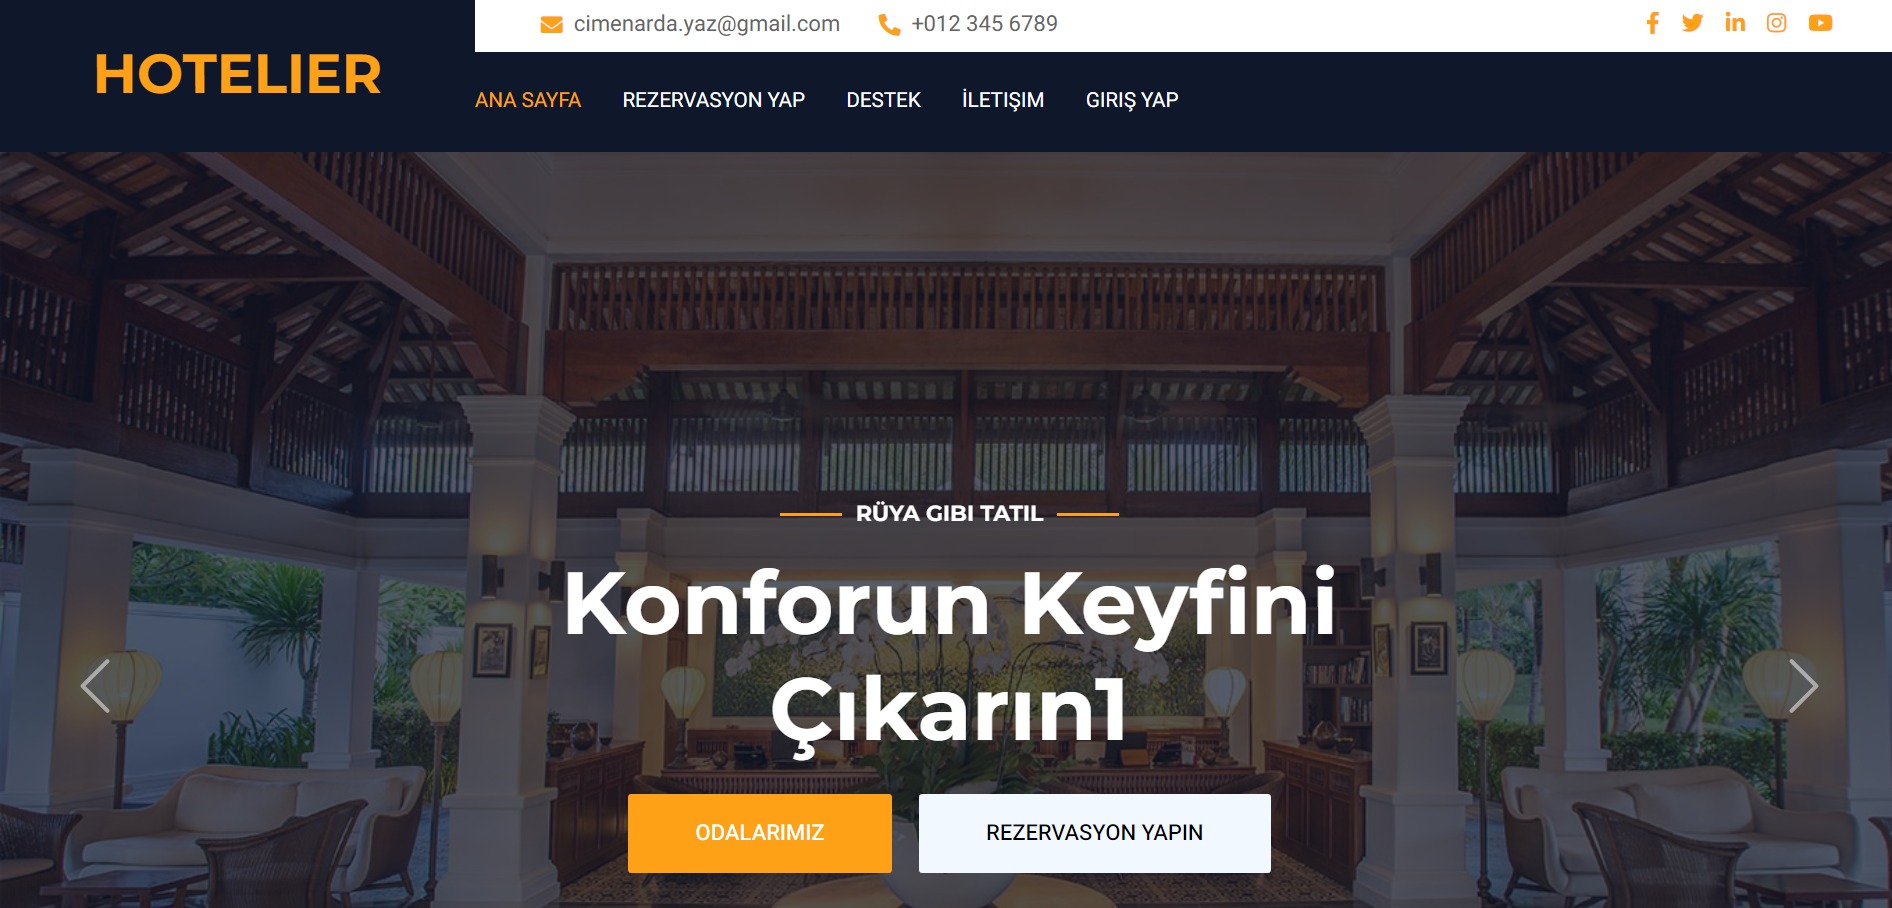 HOTELIER
cimenarda.yaz@gmail.com
+012 345 6789
ANA SAYFA
REZERVASYON YAP
DESTEK
İLETIŞIM
GIRIŞ YAP
RÜYA GIBI TATIL
Konforun Keyfini
Çıkarın1
ODALARIMIZ
REZERVASYON YAPIN